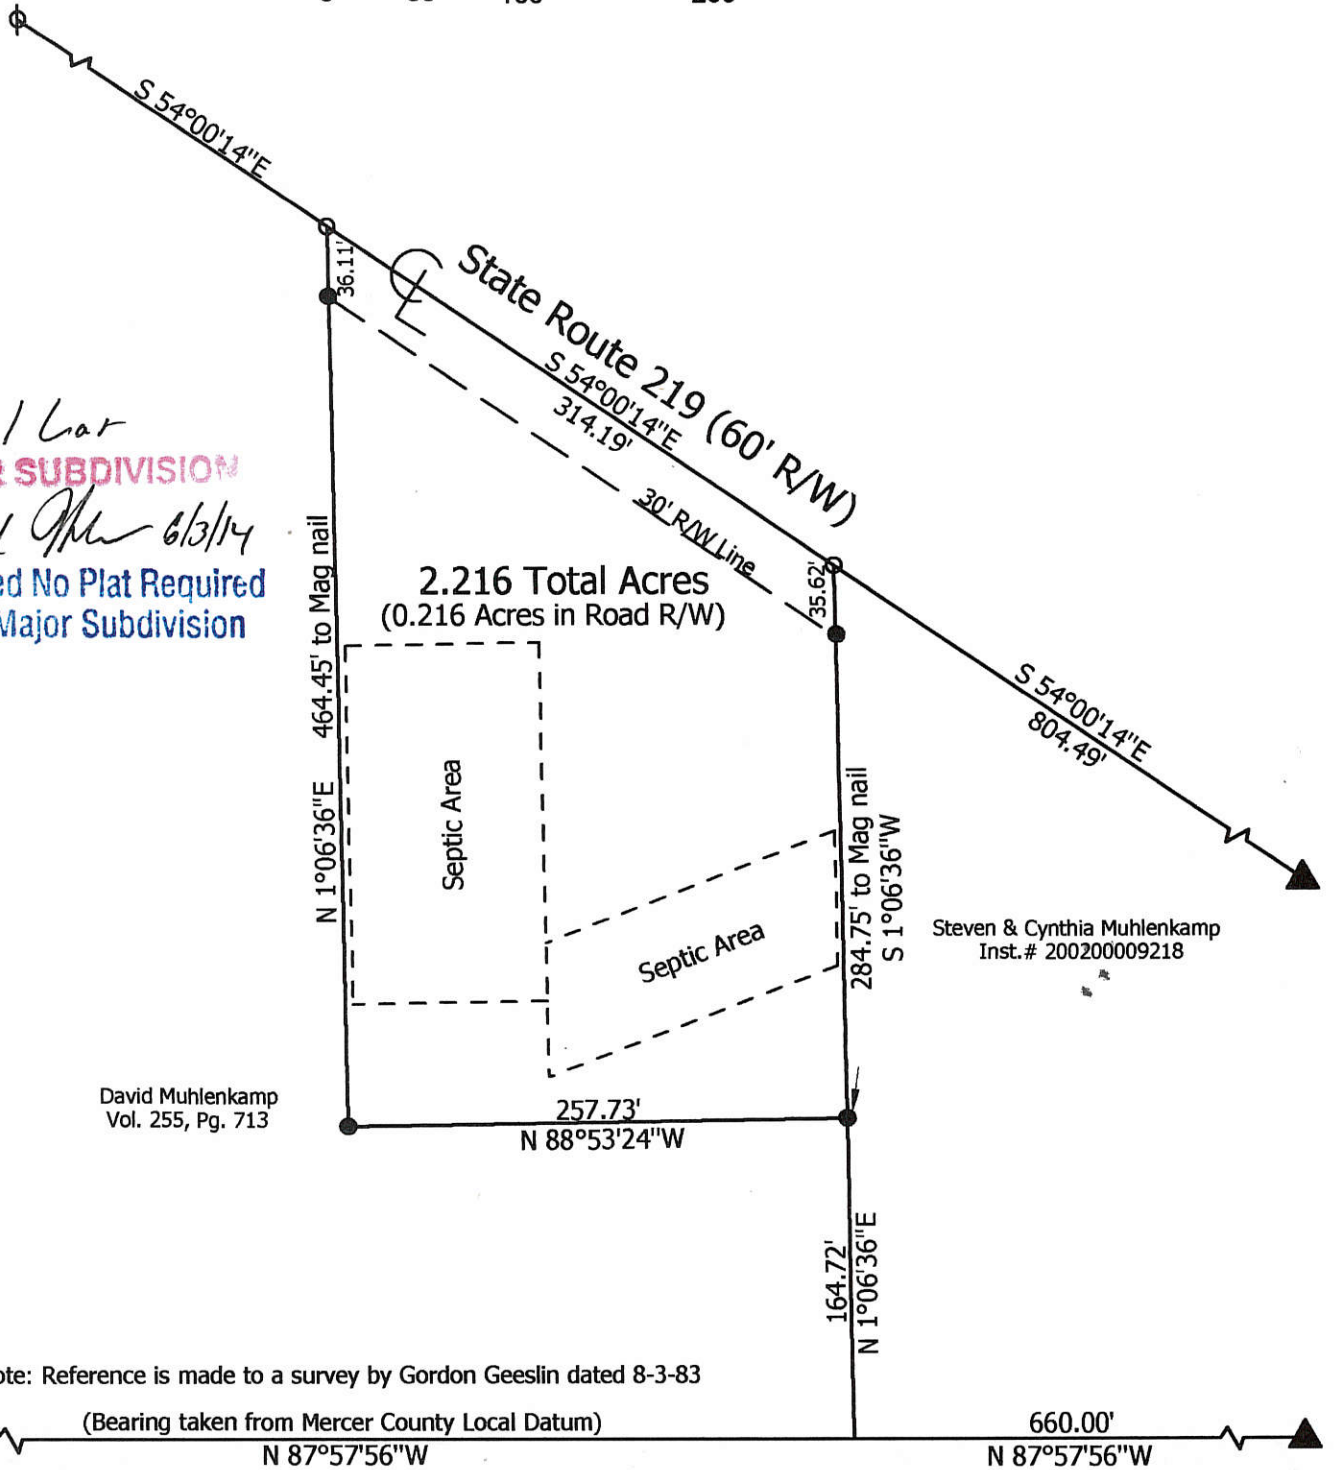 S 54°00'14"E
36.11'
State Route 219 (60' R/W)
S 54°00'14"E
314.19'
30' R/W Line
SUBDIVISION
6/3/14
No Plat Required
Major Subdivision
2.216 Total Acres
(0.216 Acres in Road R/W)
35.62'
S 54°00'14"E
804.49'
464.45' to Mag nail
N 1°06'36"E
Septic Area
Septic Area
284.75' to Mag nail
S 1°06'36"W
Steven & Cynthia Muhlenkamp
Inst.# 200200009218
David Muhlenkamp
Vol. 255, Pg. 713
257.73'
N 88°53'24"W
164.72'
N 1°06'36"E
Reference is made to a survey by Gordon Geeslin dated 8-3-83
(Bearing taken from Mercer County Local Datum)
N 87°57'56"W
660.00'
N 87°57'56"W